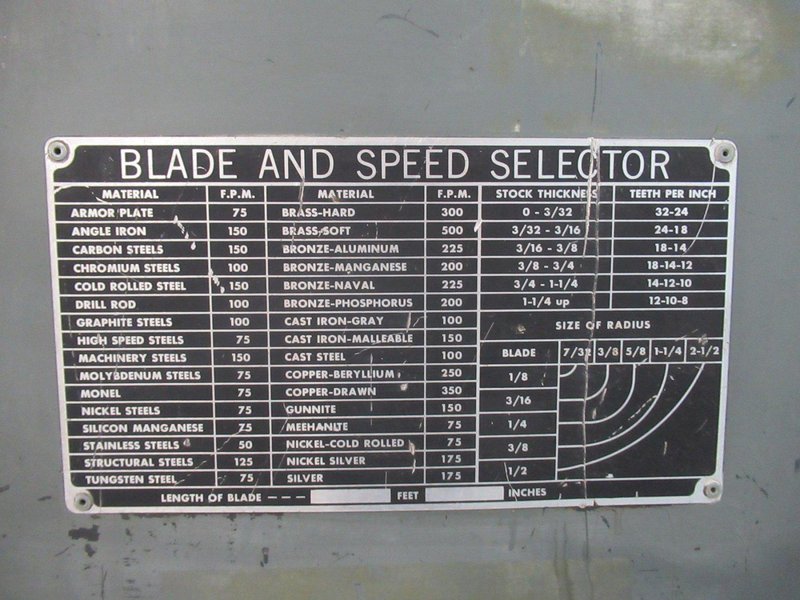 BLADE AND SPEED SELECTOR
MATERIAL F.P.M. MATERIAL F.P.M. STOCK THICKNESS TEETH PER INCH
ARMOR PLATE 75 BRASS-HARD 300 0 - 3/32 32-24
ANGLE IRON 150 BRASS-SOFT 500 3/32 - 3/16 24-18
CARBON STEELS 150 BRONZE-ALUMINUM 225 3/16 - 3/8 18-14
CHROMIUM STEELS 100 BRONZE-MANGANESE 200 3/8 - 3/4 18-14-12
COLD ROLLED STEEL 150 BRONZE-NAVAL 225 3/4 - 1-1/4 14-12-10
DRILL ROD 100 BRONZE-PHOSPHORUS 200 1-1/4 up 12-10-8
GRAPHITE STEELS 100 CAST IRON-GRAY 100 SIZE OF RADIUS
HIGH SPEED STEELS 75 CAST IRON-MALLEABLE 150
MACHINERY STEELS 150 CAST STEEL 100 BLADE 7/32 3/8 5/8 1-1/4 2-1/2
MOLYBDENUM STEELS 75 COPPER-BERYLLIUM 250 1/8
MONEL 75 COPPER-DRAWN 350 3/16
NICKEL STEELS 75 GUNNITE 150
SILICON MANGANESE 75 MEEHANITE 75 1/4
STAINLESS STEELS 50 NICKEL-COLD ROLLED 75 3/8
STRUCTURAL STEELS 125 NICKEL SILVER 175
TUNGSTEN STEEL 75 SILVER 175 1/2
LENGTH OF BLADE - - - FEET INCHES